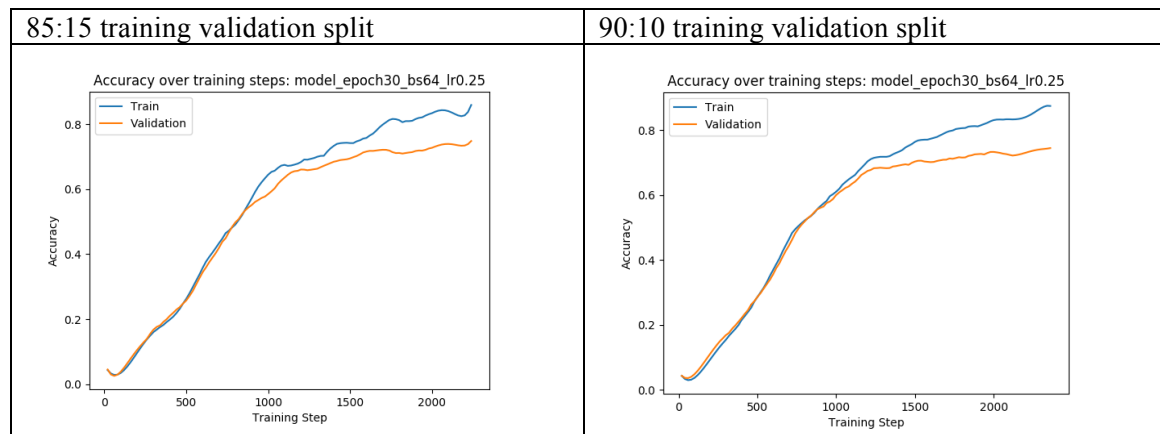 85:15 training validation split
90:10 training validation split
Accuracy over training steps: model_epoch30_bs64_lr0.25
Train
Validation
0.8
0.6
0.4
0.2
0.0
Accuracy
0 500 1000 1500 2000
Training Step
Accuracy over training steps: model_epoch30_bs64_lr0.25
Train
Validation
0.8
0.6
0.4
0.2
0.0
Accuracy
0 500 1000 1500 2000
Training Step